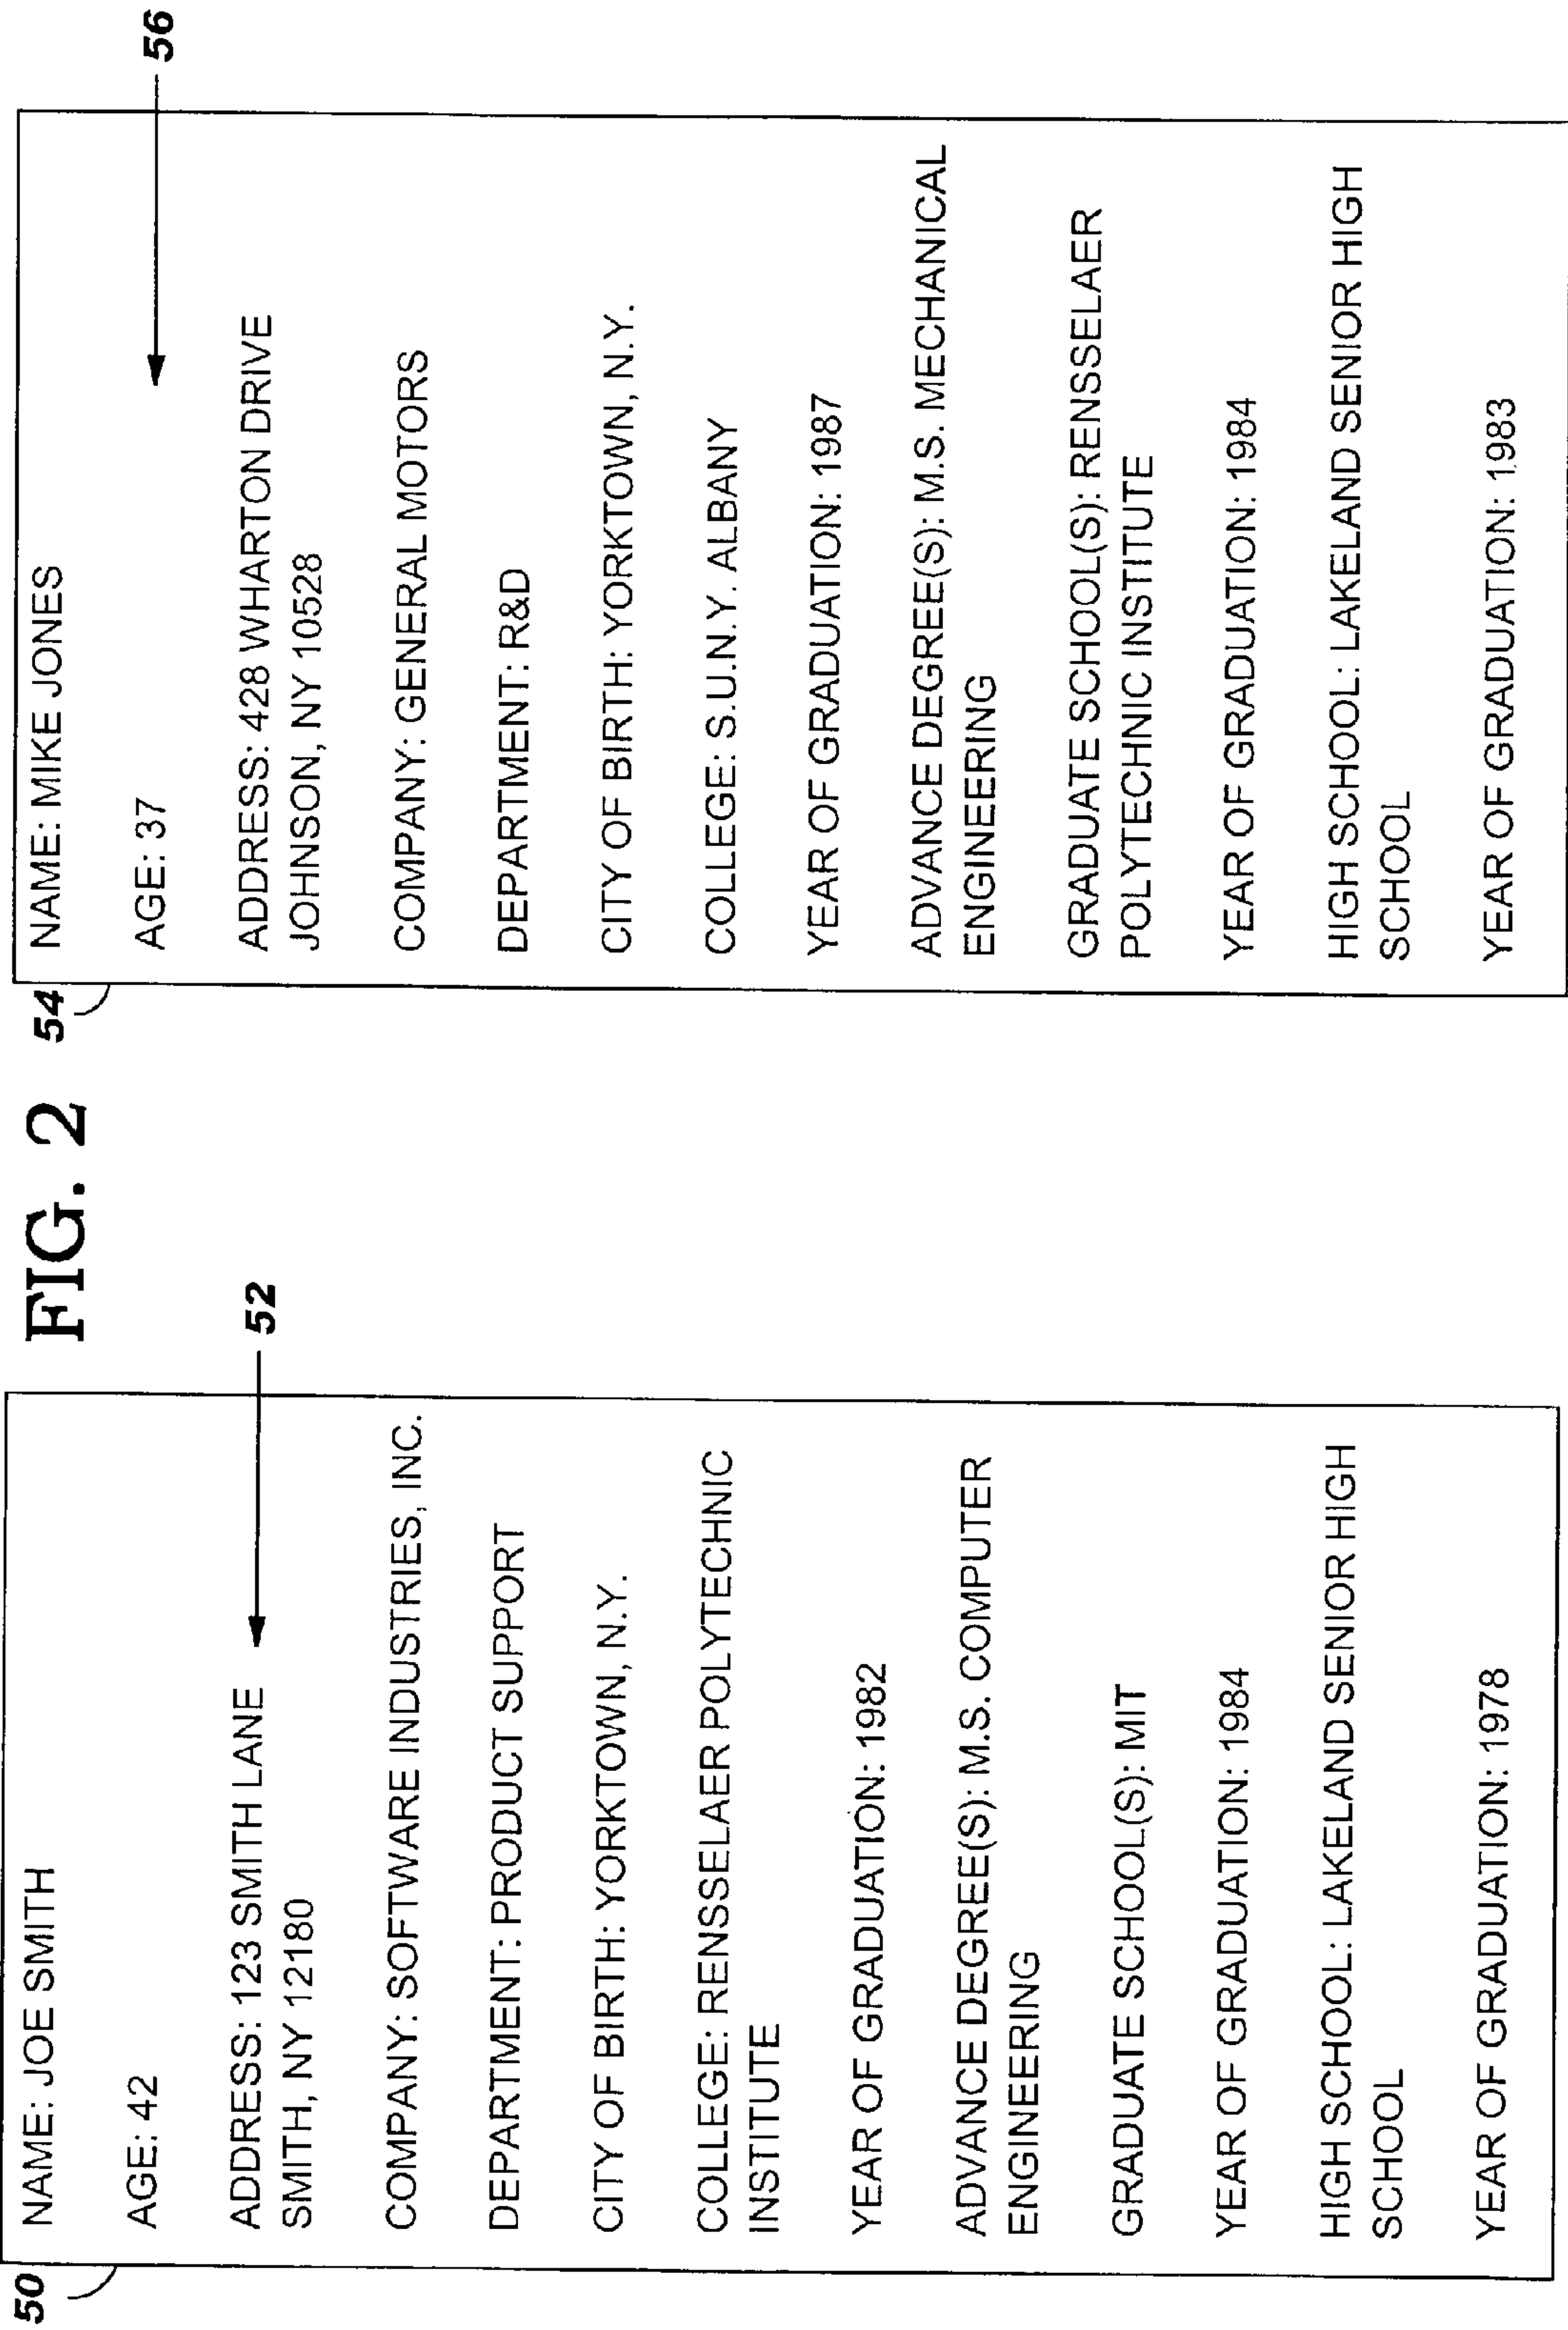 FIG. 2
50
NAME: JOE SMITH
AGE: 42
ADDRESS: 123 SMITH LANE
SMITH, NY 12180
52
COMPANY: SOFTWARE INDUSTRIES, INC.
DEPARTMENT: PRODUCT SUPPORT
CITY OF BIRTH: YORKTOWN, N.Y.
COLLEGE: RENSSELAER POLYTECHNIC
INSTITUTE
YEAR OF GRADUATION: 1982
ADVANCE DEGREE(S): M.S. COMPUTER
ENGINEERING
GRADUATE SCHOOL(S): MIT
YEAR OF GRADUATION: 1984
HIGH SCHOOL: LAKELAND SENIOR HIGH
SCHOOL
YEAR OF GRADUATION: 1978
54
NAME: MIKE JONES
AGE: 37
56
ADDRESS: 428 WHARTON DRIVE
JOHNSON, NY 10528
COMPANY: GENERAL MOTORS
DEPARTMENT: R&D
CITY OF BIRTH: YORKTOWN, N.Y.
COLLEGE: S.U.N.Y. ALBANY
YEAR OF GRADUATION: 1987
ADVANCE DEGREE(S): M.S. MECHANICAL
ENGINEERING
GRADUATE SCHOOL(S): RENSSELAER
POLYTECHNIC INSTITUTE
YEAR OF GRADUATION: 1984
HIGH SCHOOL: LAKELAND SENIOR HIGH
SCHOOL
YEAR OF GRADUATION: 1983